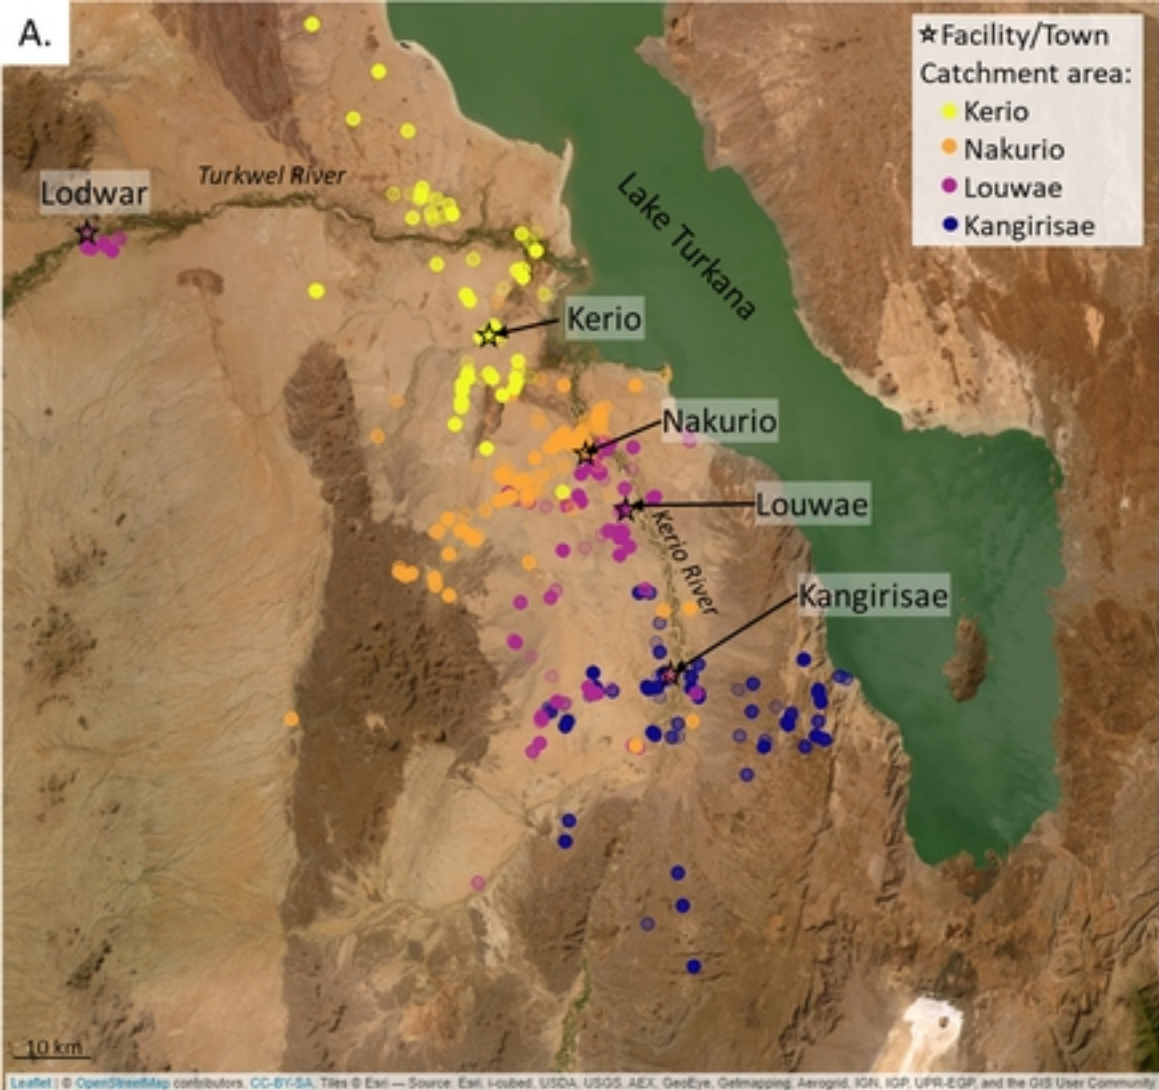 A.
☆Facility/Town
Catchment area:
Kerio
Nakurio
Louwae
Kangirisae
Turkwel River
Lodwar
Lake Turkana
Kerio
Nakurio
Louwae
Kerio River
Kangirisae
10 km
Leaflet | © OpenStreetMap contributors, CC-BY-SA, Tiles © Esri — Source: Esri, i-cubed, USDA, USGS, AEX, GeoEye, Getmapping, Aerogrid, IGN, IGP, UPR-EGP, and the GIS User Community